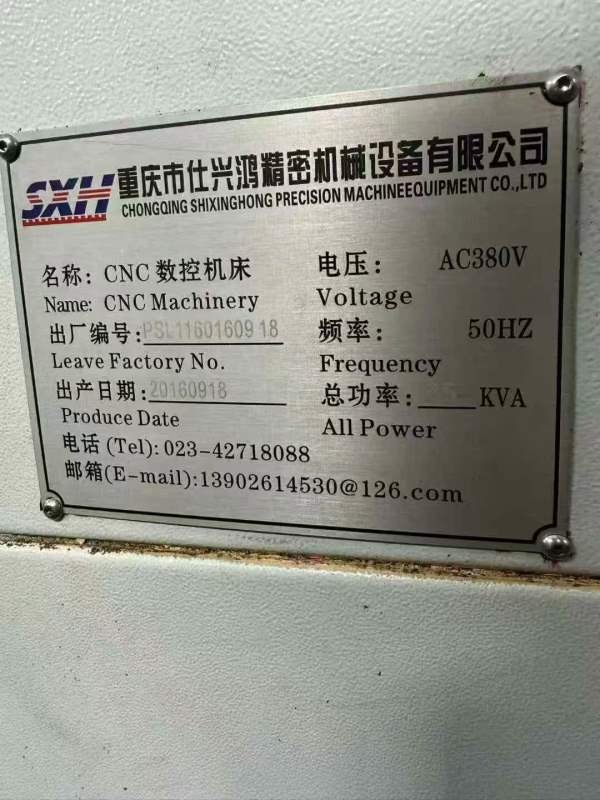 SXH 重庆市仕兴鸿精密机械设备有限公司
CHONGQING SHIXINGHONG PRECISION MACHINEEQUIPMENT CO.,LTD
名称: CNC 数控机床
Name: CNC Machinery
出厂编号:PSL1160160918
Leave Factory No.
出产日期:20160918
Produce Date
电话 (Tel): 023-42718088
邮箱(E-mail):13902614530@126.com
电压: AC380V
Voltage
频率: 50HZ
Frequency
总功率:____KVA
All Power